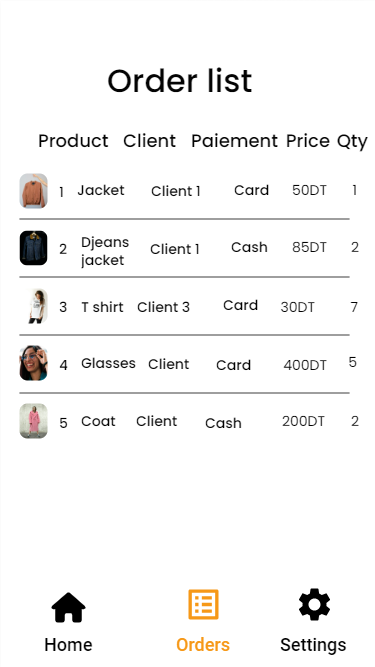 Order list
Product Client Paiement Price Qty
1 Jacket Client 1 Card 50DT 1
2 Djeans jacket Client 1 Cash 85DT 2
3 T shirt Client 3 Card 30DT 7
4 Glasses Client Card 400DT 5
5 Coat Client Cash 200DT 2
Home Orders Settings